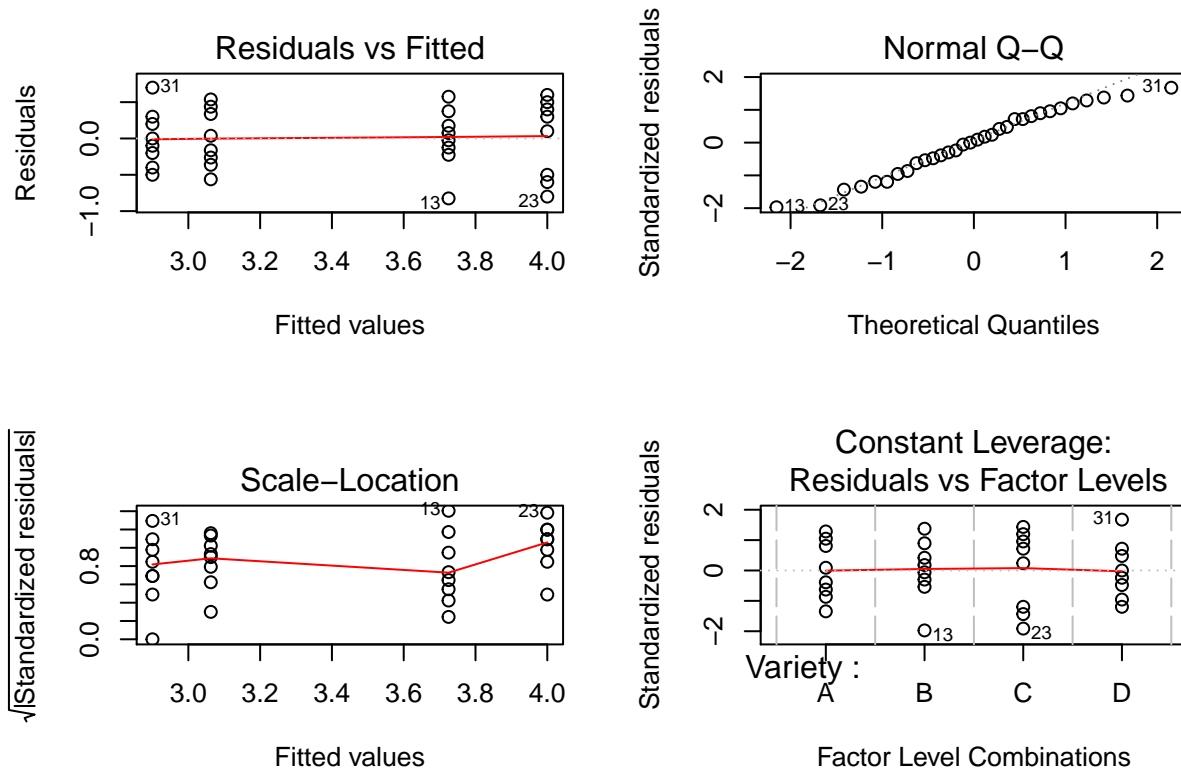 Residuals vs Fitted
Residuals
0.0
−1.0
31
13
23
3.0 3.2 3.4 3.6 3.8 4.0
Fitted values
Normal Q−Q
Standardized residuals
2
0
−2
31
13
23
−2 −1 0 1 2
Theoretical Quantiles
Scale−Location
√|Standardized residuals|
0.8
0.0
31
13
23
3.0 3.2 3.4 3.6 3.8 4.0
Fitted values
Constant Leverage:
Residuals vs Factor Levels
Standardized residuals
2
0
−2
31
13
23
Variety :
A B C D
Factor Level Combinations